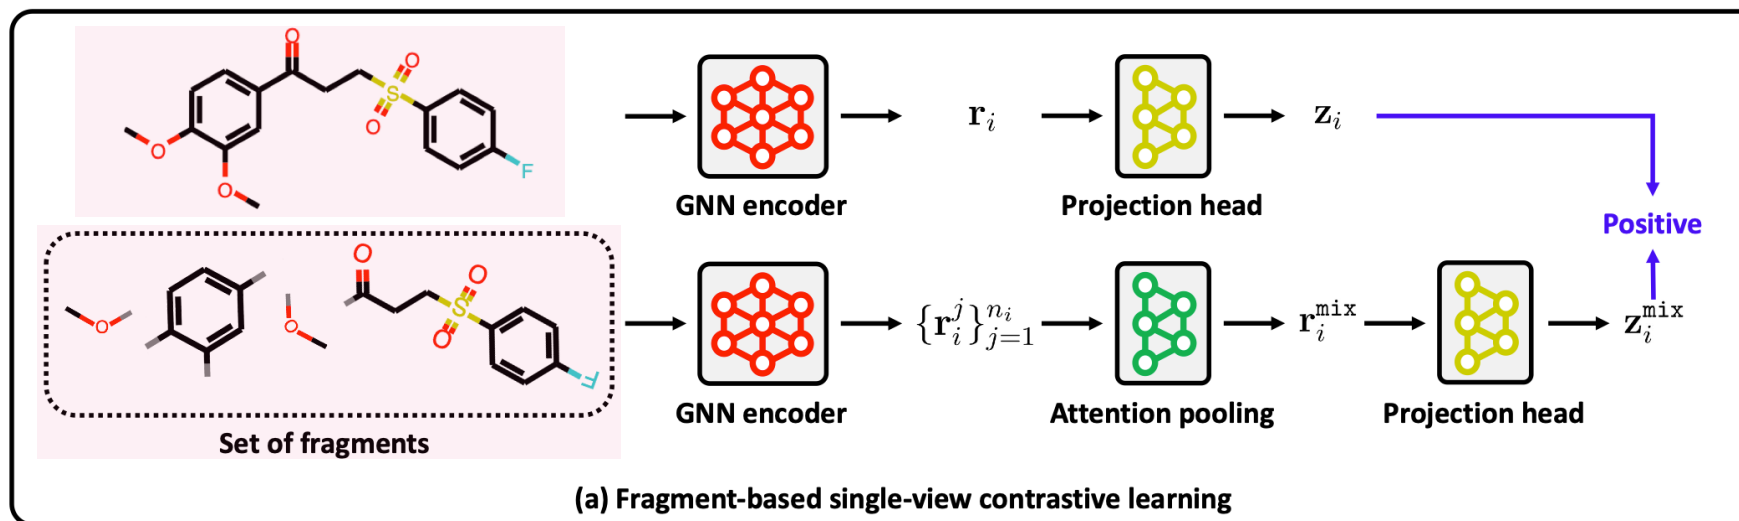 O
O
S
O
F
O
O
GNN encoder
r_i
Projection head
z_i
Positive
O
O
O
S
O
O
F
Set of fragments
GNN encoder
{r_i^j}_{j=1}^{n_i}
Attention pooling
r_i^mix
Projection head
z_i^mix
(a) Fragment-based single-view contrastive learning